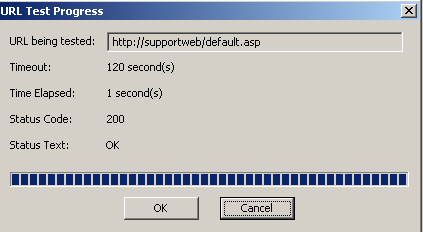 URL Test Progress
URL being tested: http://supportweb/default.asp
Timeout: 120 second(s)
Time Elapsed: 1 second(s)
Status Code: 200
Status Text: OK
OK Cancel